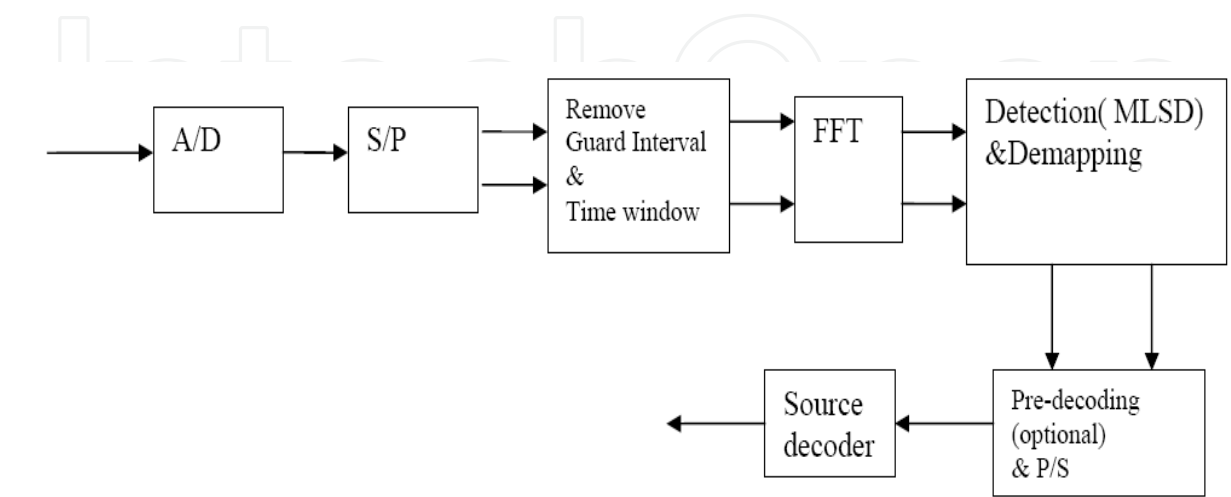 A/D
S/P
Remove
Guard Interval
&
Time window
FFT
Detection( MLSD)
&Demapping
Source
decoder
Pre-decoding
(optional)
& P/S